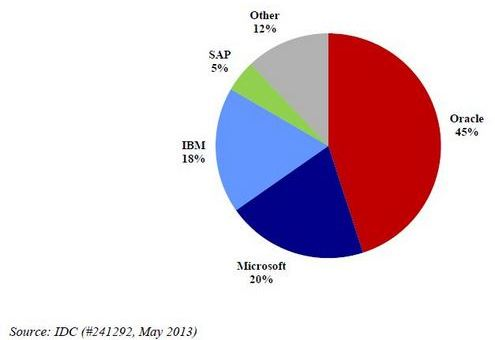 Other
12%
SAP
5%
Oracle
45%
IBM
18%
Microsoft
20%
Source: IDC (#241292, May 2013)